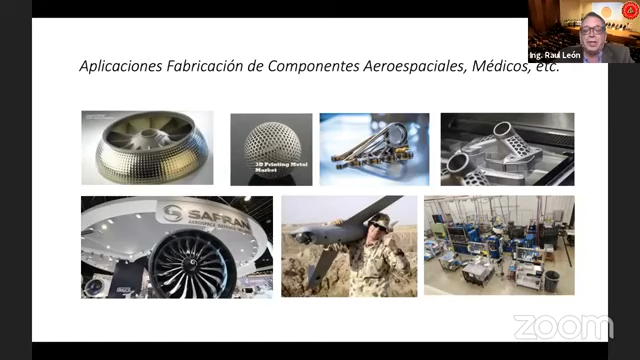 Ing. Raul León
Aplicaciones Fabricación de Componentes Aeroespaciales, Médicos, etc.
3D Printing Metal
Market
SAFRAN
zoom